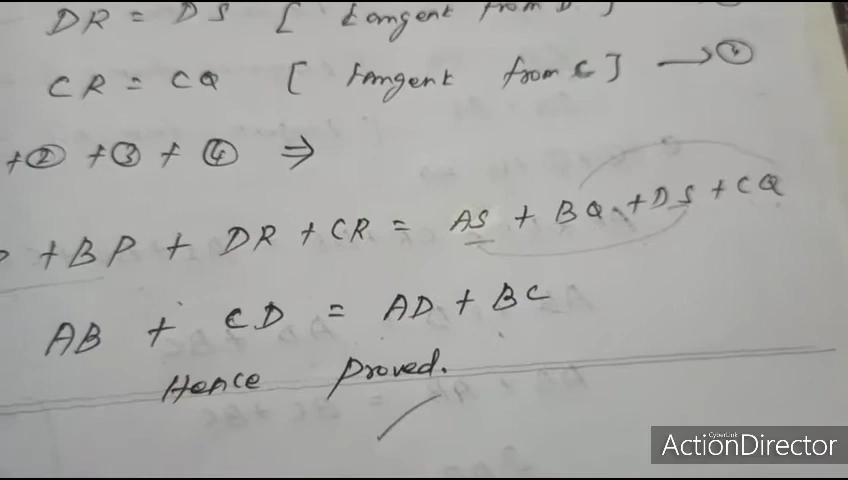 DR = DS [ tangent from D ]
CR = CQ [ tangent from C ] → ④
+② +③ + ④ ⇒
+ BP + DR + CR = AS + BQ + DS + CQ
AB + CD = AD + BC
Hence proved.
CyberLink
ActionDirector